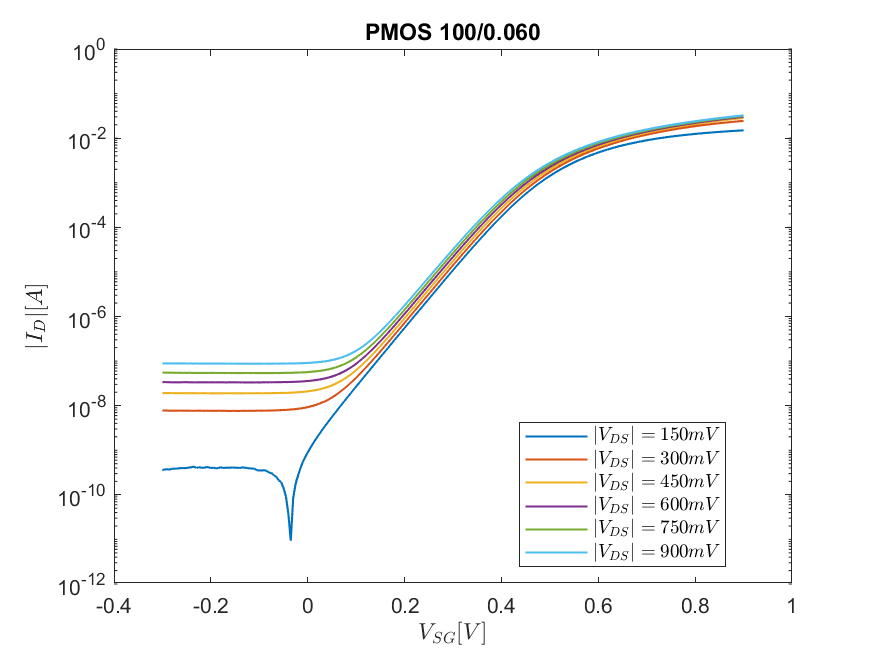 PMOS 100/0.060
10^0
10^-2
10^-4
10^-6
10^-8
10^-10
10^-12
|I_D|[A]
|V_DS| = 150mV
|V_DS| = 300mV
|V_DS| = 450mV
|V_DS| = 600mV
|V_DS| = 750mV
|V_DS| = 900mV
-0.4 -0.2 0 0.2 0.4 0.6 0.8 1
V_SG[V]